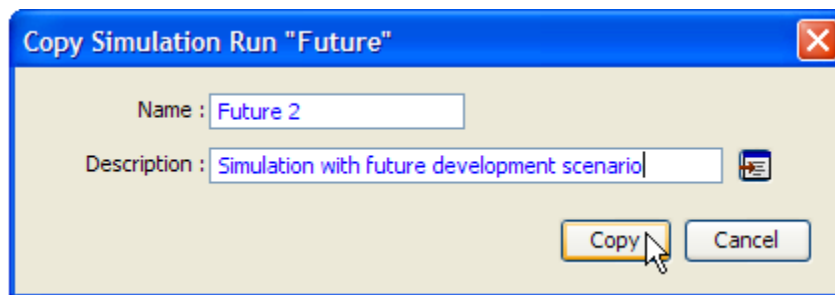 Copy Simulation Run "Future"
Name : Future 2
Description : Simulation with future development scenario
Copy Cancel